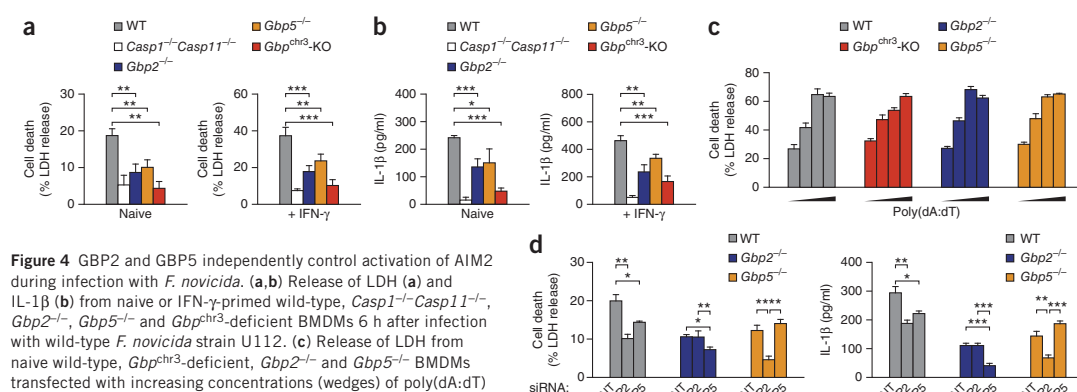 a
WT
Casp1–/–Casp11–/–
Gbp2–/–
Gbp5–/–
Gbpchr3-KO
Cell death
(% LDH release)
30
20
10
0
**
**
**
Naive
Cell death
(% LDH release)
60
40
20
0
***
**
***
+ IFN-γ
b
WT
Casp1–/–Casp11–/–
Gbp2–/–
Gbp5–/–
Gbpchr3-KO
IL-1β (pg/ml)
400
300
200
100
0
***
*
***
Naive
IL-1β (pg/ml)
800
600
400
200
0
**
**
***
+ IFN-γ
c
WT
Gbpchr3-KO
Gbp2–/–
Gbp5–/–
Cell death
(% LDH release)
80
60
40
20
0
Poly(dA:dT)
Figure 4 GBP2 and GBP5 independently control activation of AIM2
during infection with F. novicida. (a,b) Release of LDH (a) and
IL-1β (b) from naive or IFN-γ-primed wild-type, Casp1–/–Casp11–/–,
Gbp2–/–, Gbp5–/– and Gbpchr3-deficient BMDMs 6 h after infection
with wild-type F. novicida strain U112. (c) Release of LDH from
naive wild-type, Gbpchr3-deficient, Gbp2–/– and Gbp5–/– BMDMs
transfected with increasing concentrations (wedges) of poly(dA:dT)
d
WT
Gbp2–/–
Gbp5–/–
Cell death
(% LDH release)
30
20
10
0
**
*
**
*
****
siRNA:
WT
Gbp2–/–
Gbp5–/–
IL-1β (pg/ml)
400
300
200
100
0
**
*
***
***
**
***